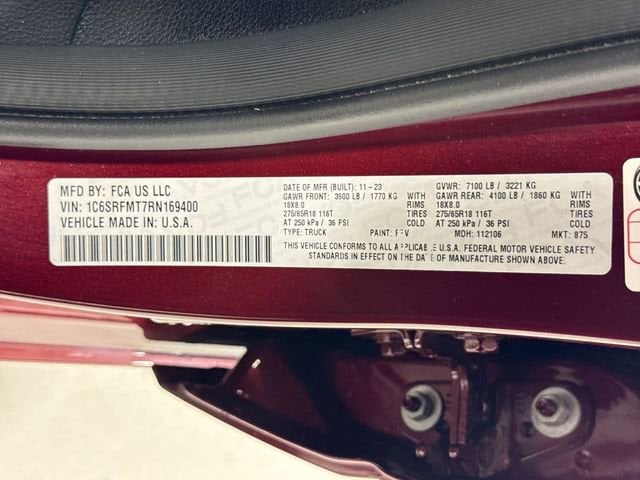 MFD BY: FCA US LLC
VIN: 1C6SRFMT7RN169400
VEHICLE MADE IN: U.S.A.
DATE OF MFR (BUILT): 11-23 GVWR: 7100 LB / 3221 KG
GAWR FRONT: 3900 LB / 1770 KG WITH GAWR REAR: 4100 LB / 1860 KG WITH
18X8.0 RIMS 18X8.0 RIMS
275/65R18 116T TIRES 275/65R18 116T TIRES
AT 250 kPa / 36 PSI COLD AT 250 kPa / 36 PSI COLD
TYPE: TRUCK PAINT: MDH: 112106 MKT: 875
THIS VEHICLE CONFORMS TO ALL APPLICABLE U.S.A. FEDERAL MOTOR VEHICLE SAFETY
STANDARDS IN EFFECT ON THE DATE OF MANUFACTURE SHOWN ABOVE.